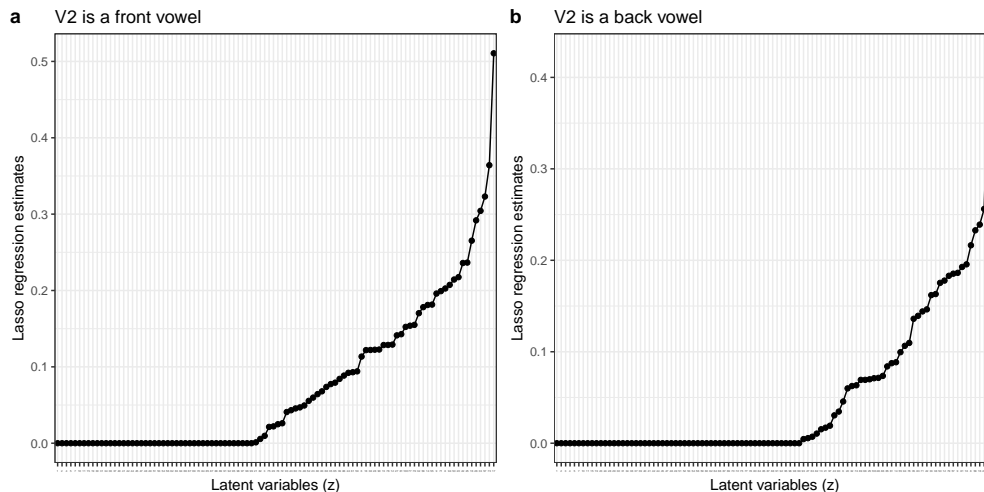 a V2 is a front vowel
Lasso regression estimates
0.5
0.4
0.3
0.2
0.1
0.0
Latent variables (z)
b V2 is a back vowel
Lasso regression estimates
0.4
0.3
0.2
0.1
0.0
Latent variables (z)